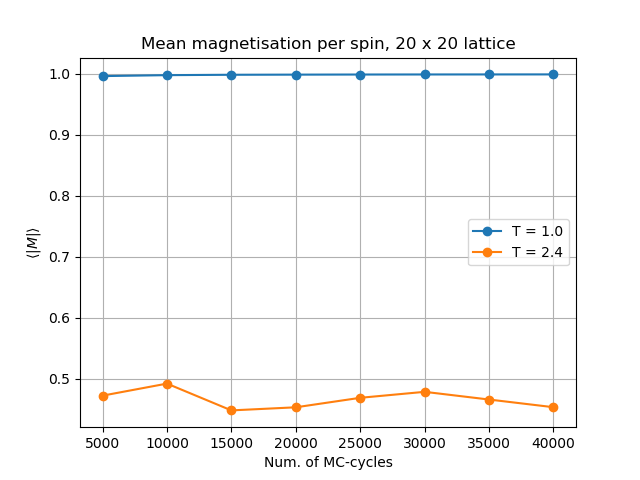 Mean magnetisation per spin, 20 x 20 lattice
1.0
0.9
0.8
0.7
0.6
0.5
⟨|M|⟩
T = 1.0
T = 2.4
5000 10000 15000 20000 25000 30000 35000 40000
Num. of MC-cycles